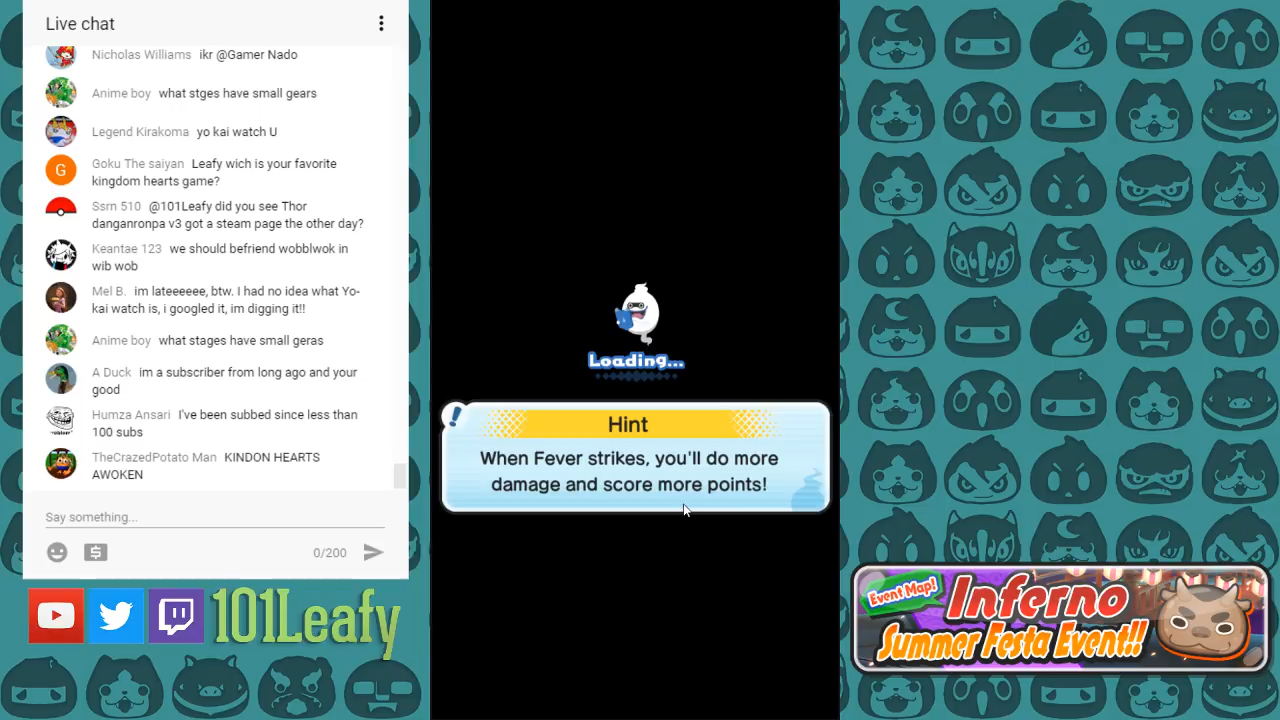 Live chat
Nicholas Williams ikr @Gamer Nado
Anime boy what stges have small gears
Legend Kirakoma yo kai watch U
G
Goku The saiyan Leafy wich is your favorite
kingdom hearts game?
Ssrn 510 @101Leafy did you see Thor
danganronpa v3 got a steam page the other day?
Keantae 123 we should befriend wobblwok in
wib wob
Mel B. im lateeeeee, btw. I had no idea what Yo-
kai watch is, i googled it, im digging it!!
Anime boy what stages have small geras
A Duck im a subscriber from long ago and your
good
Humza Ansari I've been subbed since less than
100 subs
TheCrazedPotato Man KINDON HEARTS
AWOKEN
Say something...
0/200
101Leafy
Loading...
Hint
When Fever strikes, you'll do more
damage and score more points!
Event Map!
Inferno
Summer Festa Event!!